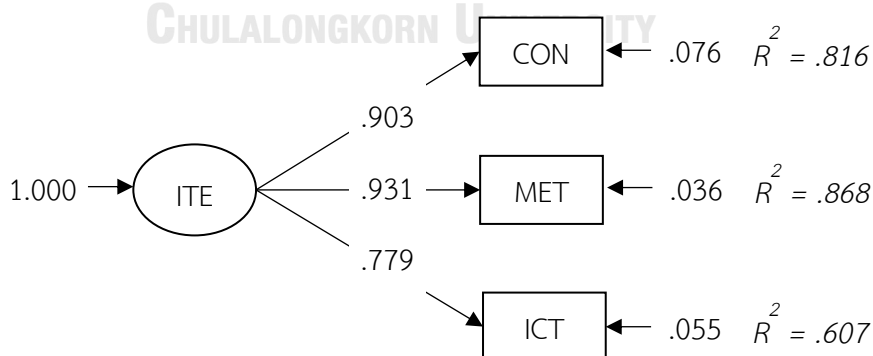 CHULALONGKORN U ITY
CON .076 R² = .816
.903
1.000 ITE .931 MET .036 R² = .868
.779
ICT .055 R² = .607